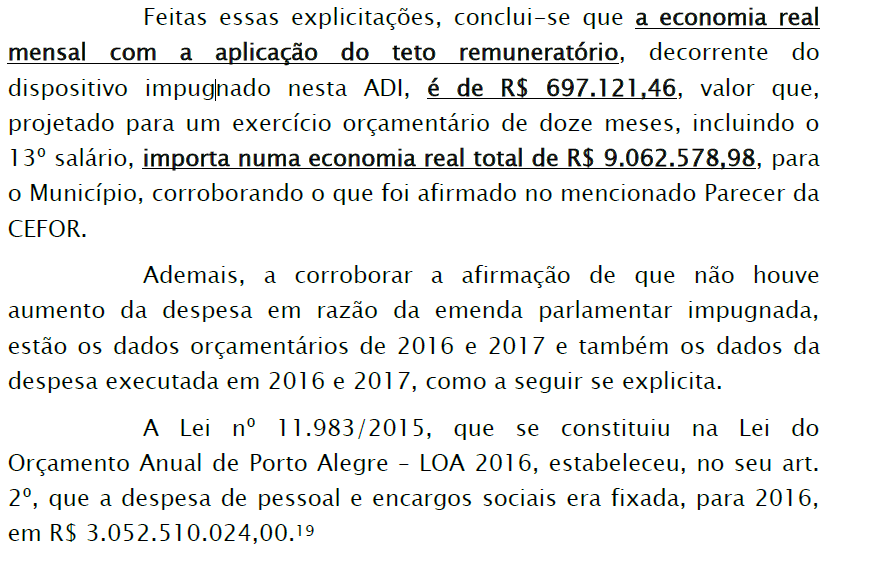 Feitas essas explicitações, conclui-se que a economia real
mensal com a aplicação do teto remuneratório, decorrente do
dispositivo impugnado nesta ADI, é de R$ 697.121,46, valor que,
projetado para um exercício orçamentário de doze meses, incluindo o
13º salário, importa numa economia real total de R$ 9.062.578,98, para
o Município, corroborando o que foi afirmado no mencionado Parecer da
CEFOR.
Ademais, a corroborar a afirmação de que não houve
aumento da despesa em razão da emenda parlamentar impugnada,
estão os dados orçamentários de 2016 e 2017 e também os dados da
despesa executada em 2016 e 2017, como a seguir se explicita.
A Lei nº 11.983/2015, que se constituiu na Lei do
Orçamento Anual de Porto Alegre – LOA 2016, estabeleceu, no seu art.
2º, que a despesa de pessoal e encargos sociais era fixada, para 2016,
em R$ 3.052.510.024,00.¹⁹